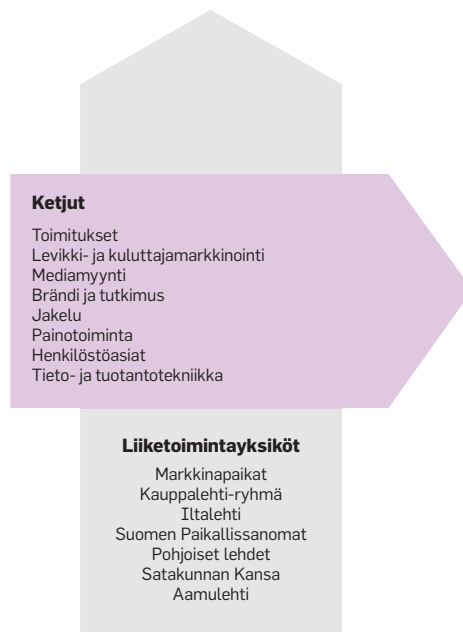 Ketjut
Toimitukset
Levikki- ja kuluttajamarkkinointi
Mediamyynti
Brändi ja tutkimus
Jakelu
Painotoiminta
Henkilöstöasiat
Tieto- ja tuotantotekniikka
Liiketoimintayksiköt
Markkinapaikat
Kauppalehti-ryhmä
Iltalehti
Suomen Paikallissanomat
Pohjoiset lehdet
Satakunnan Kansa
Aamulehti